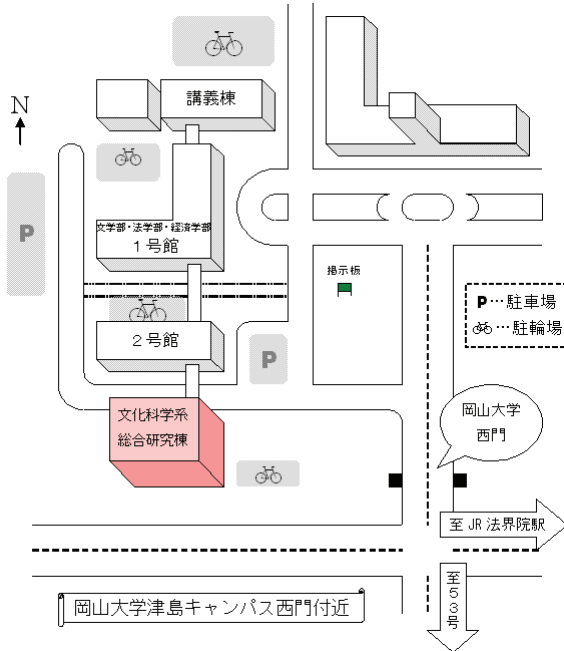 講義棟
N
P
文学部・法学部・経済学部
1号館
掲示板
P…駐車場
…駐輪場
2号館
P
文化科学系
総合研究棟
岡山大学
西門
至 JR 法界院駅
至53号
岡山大学津島キャンパス西門付近